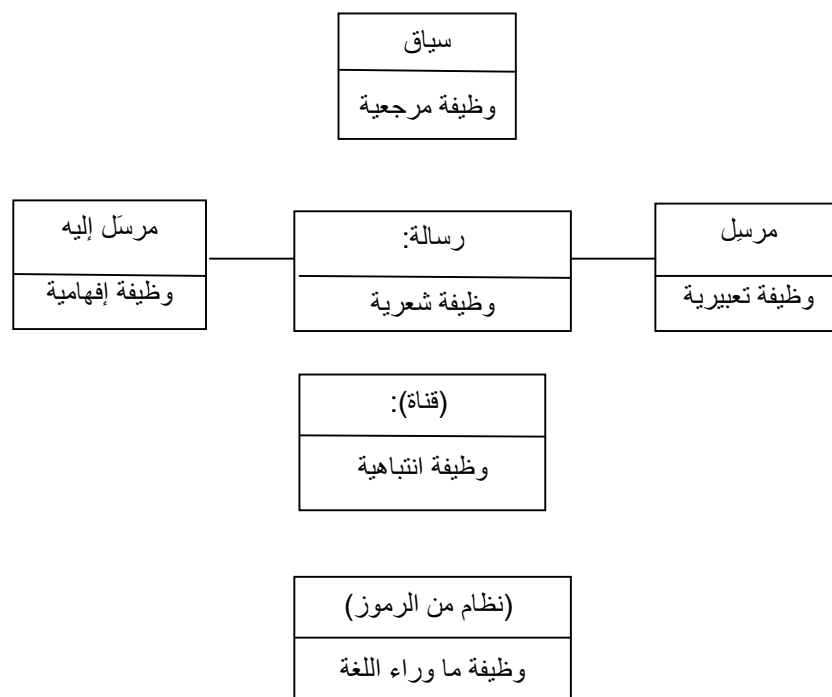 سياق
وظيفة مرجعية
مرسِل
وظيفة تعبيرية
رسالة:
وظيفة شعرية
مرسَل إليه
وظيفة إفهامية
(قناة):
وظيفة انتباهية
(نظام من الرموز)
وظيفة ما وراء اللغة